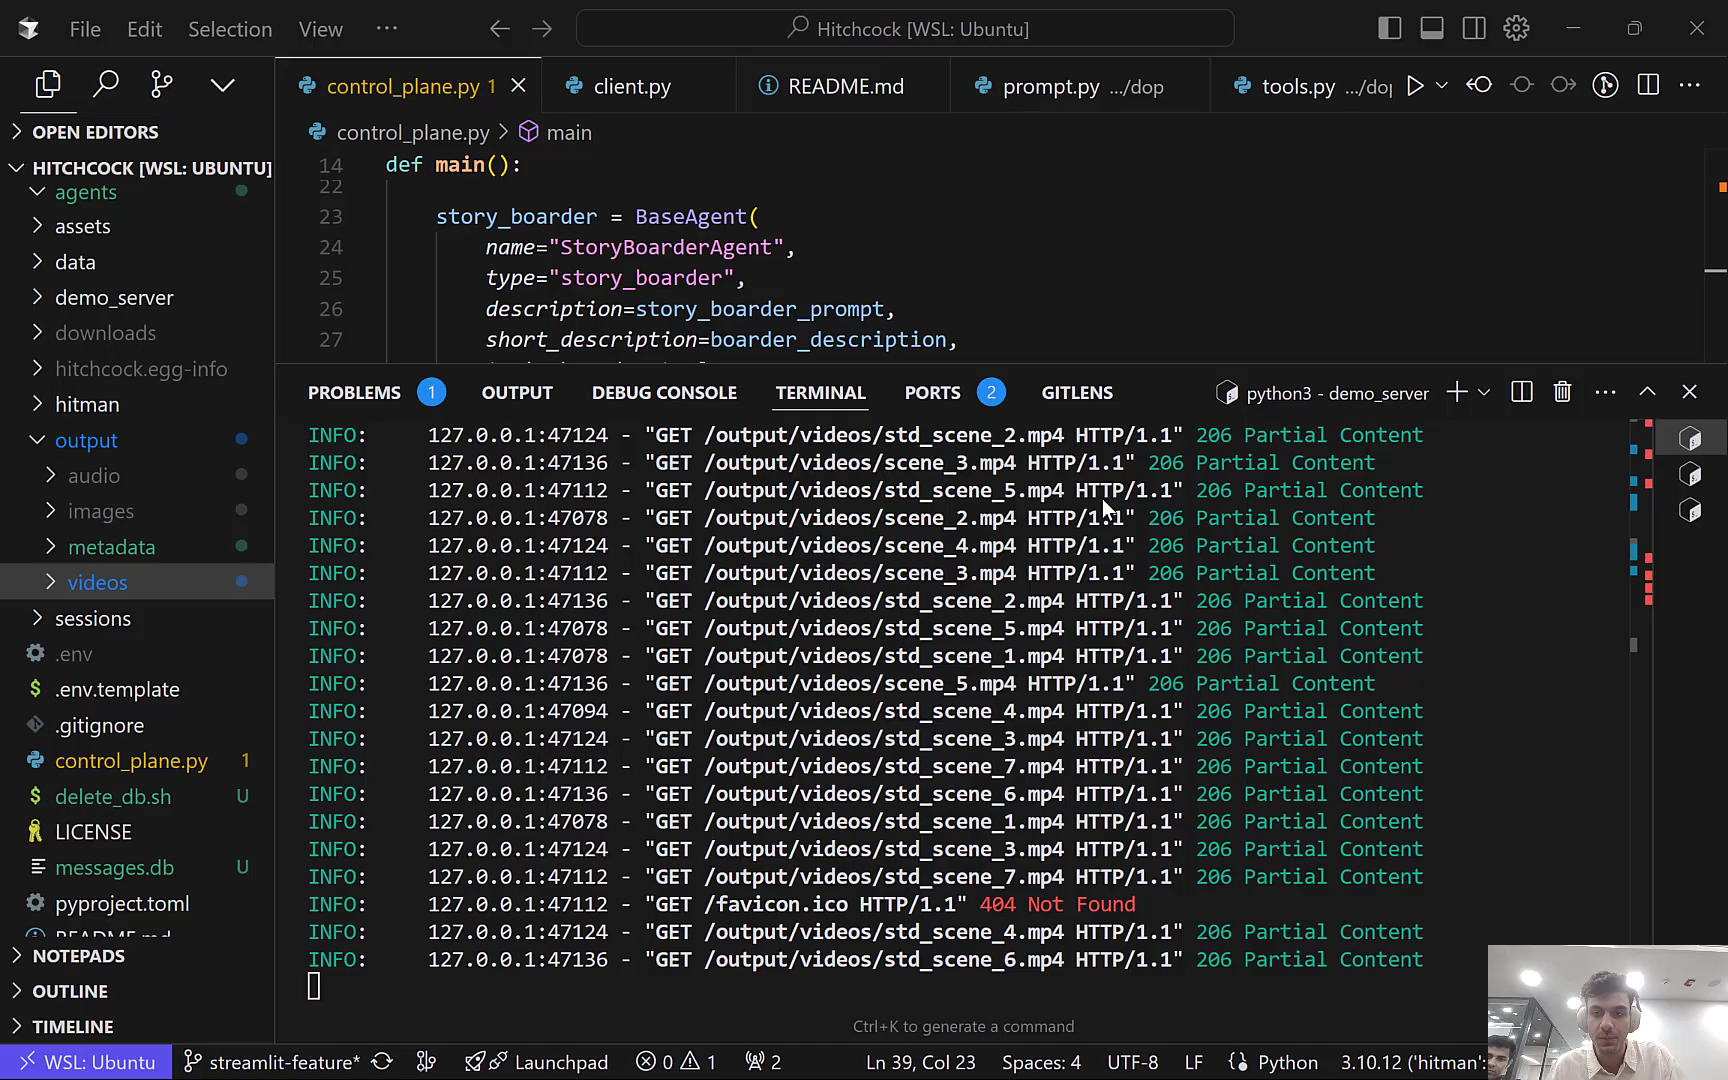 File Edit Selection View ··· Hitchcock [WSL: Ubuntu]
control_plane.py 1 client.py README.md prompt.py .../dop tools.py .../do
OPEN EDITORS
HITCHCOCK [WSL: UBUNTU]
agents
assets
data
demo_server
downloads
hitchcock.egg-info
hitman
output
audio
images
metadata
videos
sessions
.env
.env.template
.gitignore
control_plane.py 1
delete_db.sh U
LICENSE
messages.db U
pyproject.toml
README.md
NOTEPADS
OUTLINE
TIMELINE
control_plane.py > main
14 def main():
22
23 story_boarder = BaseAgent(
24 name="StoryBoarderAgent",
25 type="story_boarder",
26 description=story_boarder_prompt,
27 short_description=boarder_description,
PROBLEMS 1 OUTPUT DEBUG CONSOLE TERMINAL PORTS 2 GITLENS python3 - demo_server
INFO: 127.0.0.1:47124 - "GET /output/videos/std_scene_2.mp4 HTTP/1.1" 206 Partial Content
INFO: 127.0.0.1:47136 - "GET /output/videos/scene_3.mp4 HTTP/1.1" 206 Partial Content
INFO: 127.0.0.1:47112 - "GET /output/videos/std_scene_5.mp4 HTTP/1.1" 206 Partial Content
INFO: 127.0.0.1:47078 - "GET /output/videos/scene_2.mp4 HTTP/1.1" 206 Partial Content
INFO: 127.0.0.1:47124 - "GET /output/videos/scene_4.mp4 HTTP/1.1" 206 Partial Content
INFO: 127.0.0.1:47112 - "GET /output/videos/scene_3.mp4 HTTP/1.1" 206 Partial Content
INFO: 127.0.0.1:47136 - "GET /output/videos/std_scene_2.mp4 HTTP/1.1" 206 Partial Content
INFO: 127.0.0.1:47078 - "GET /output/videos/std_scene_5.mp4 HTTP/1.1" 206 Partial Content
INFO: 127.0.0.1:47078 - "GET /output/videos/std_scene_1.mp4 HTTP/1.1" 206 Partial Content
INFO: 127.0.0.1:47136 - "GET /output/videos/scene_5.mp4 HTTP/1.1" 206 Partial Content
INFO: 127.0.0.1:47094 - "GET /output/videos/std_scene_4.mp4 HTTP/1.1" 206 Partial Content
INFO: 127.0.0.1:47124 - "GET /output/videos/std_scene_3.mp4 HTTP/1.1" 206 Partial Content
INFO: 127.0.0.1:47112 - "GET /output/videos/std_scene_7.mp4 HTTP/1.1" 206 Partial Content
INFO: 127.0.0.1:47136 - "GET /output/videos/std_scene_6.mp4 HTTP/1.1" 206 Partial Content
INFO: 127.0.0.1:47078 - "GET /output/videos/std_scene_1.mp4 HTTP/1.1" 206 Partial Content
INFO: 127.0.0.1:47124 - "GET /output/videos/std_scene_3.mp4 HTTP/1.1" 206 Partial Content
INFO: 127.0.0.1:47112 - "GET /output/videos/std_scene_7.mp4 HTTP/1.1" 206 Partial Content
INFO: 127.0.0.1:47112 - "GET /favicon.ico HTTP/1.1" 404 Not Found
INFO: 127.0.0.1:47124 - "GET /output/videos/std_scene_4.mp4 HTTP/1.1" 206 Partial Content
INFO: 127.0.0.1:47136 - "GET /output/videos/std_scene_6.mp4 HTTP/1.1" 206 Partial Content
Ctrl+K to generate a command
WSL: Ubuntu streamlit-feature* Launchpad 0 1 2 Ln 39, Col 23 Spaces: 4 UTF-8 LF Python 3.10.12 ('hitman':